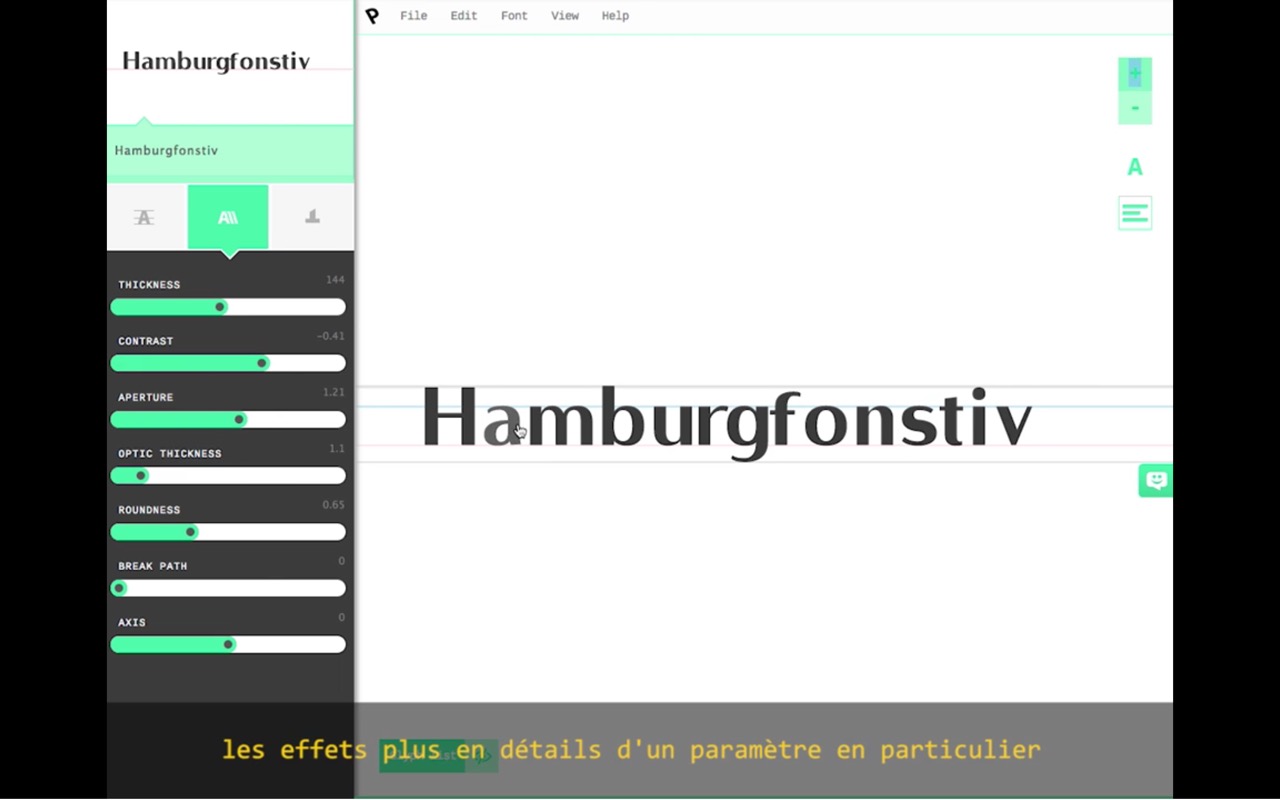 Hamburgfonstiv
File Edit Font View Help
Hamburgfonstiv
THICKNESS 144
CONTRAST -0.41
APERTURE 1.21
OPTIC THICKNESS 1.1
ROUNDNESS 0.65
BREAK PATH 0
AXIS 0
+
-
A
Hamburgfonstiv
les effets plus en détails d'un paramètre en particulier